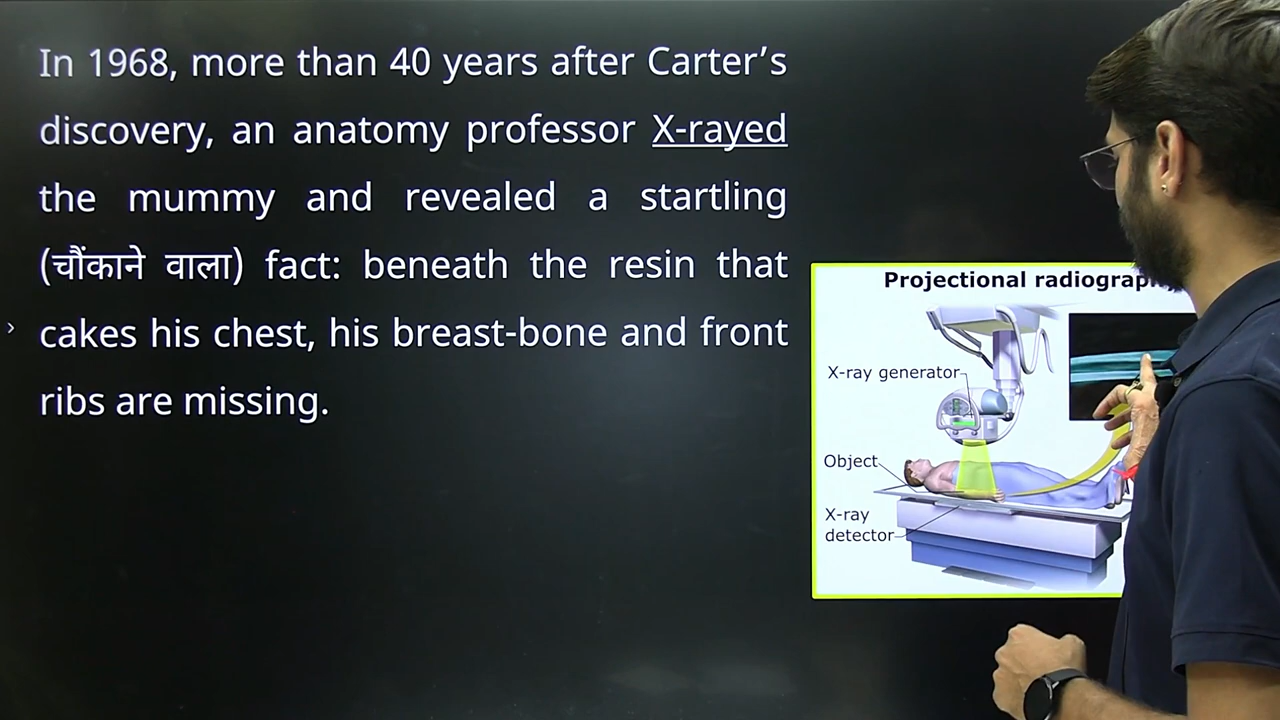 In 1968, more than 40 years after Carter’s
discovery, an anatomy professor X-rayed
the mummy and revealed a startling
(चौंकाने वाला) fact: beneath the resin that
cakes his chest, his breast-bone and front
ribs are missing.
Projectional
X-ray generator
Object
X-ray
detector